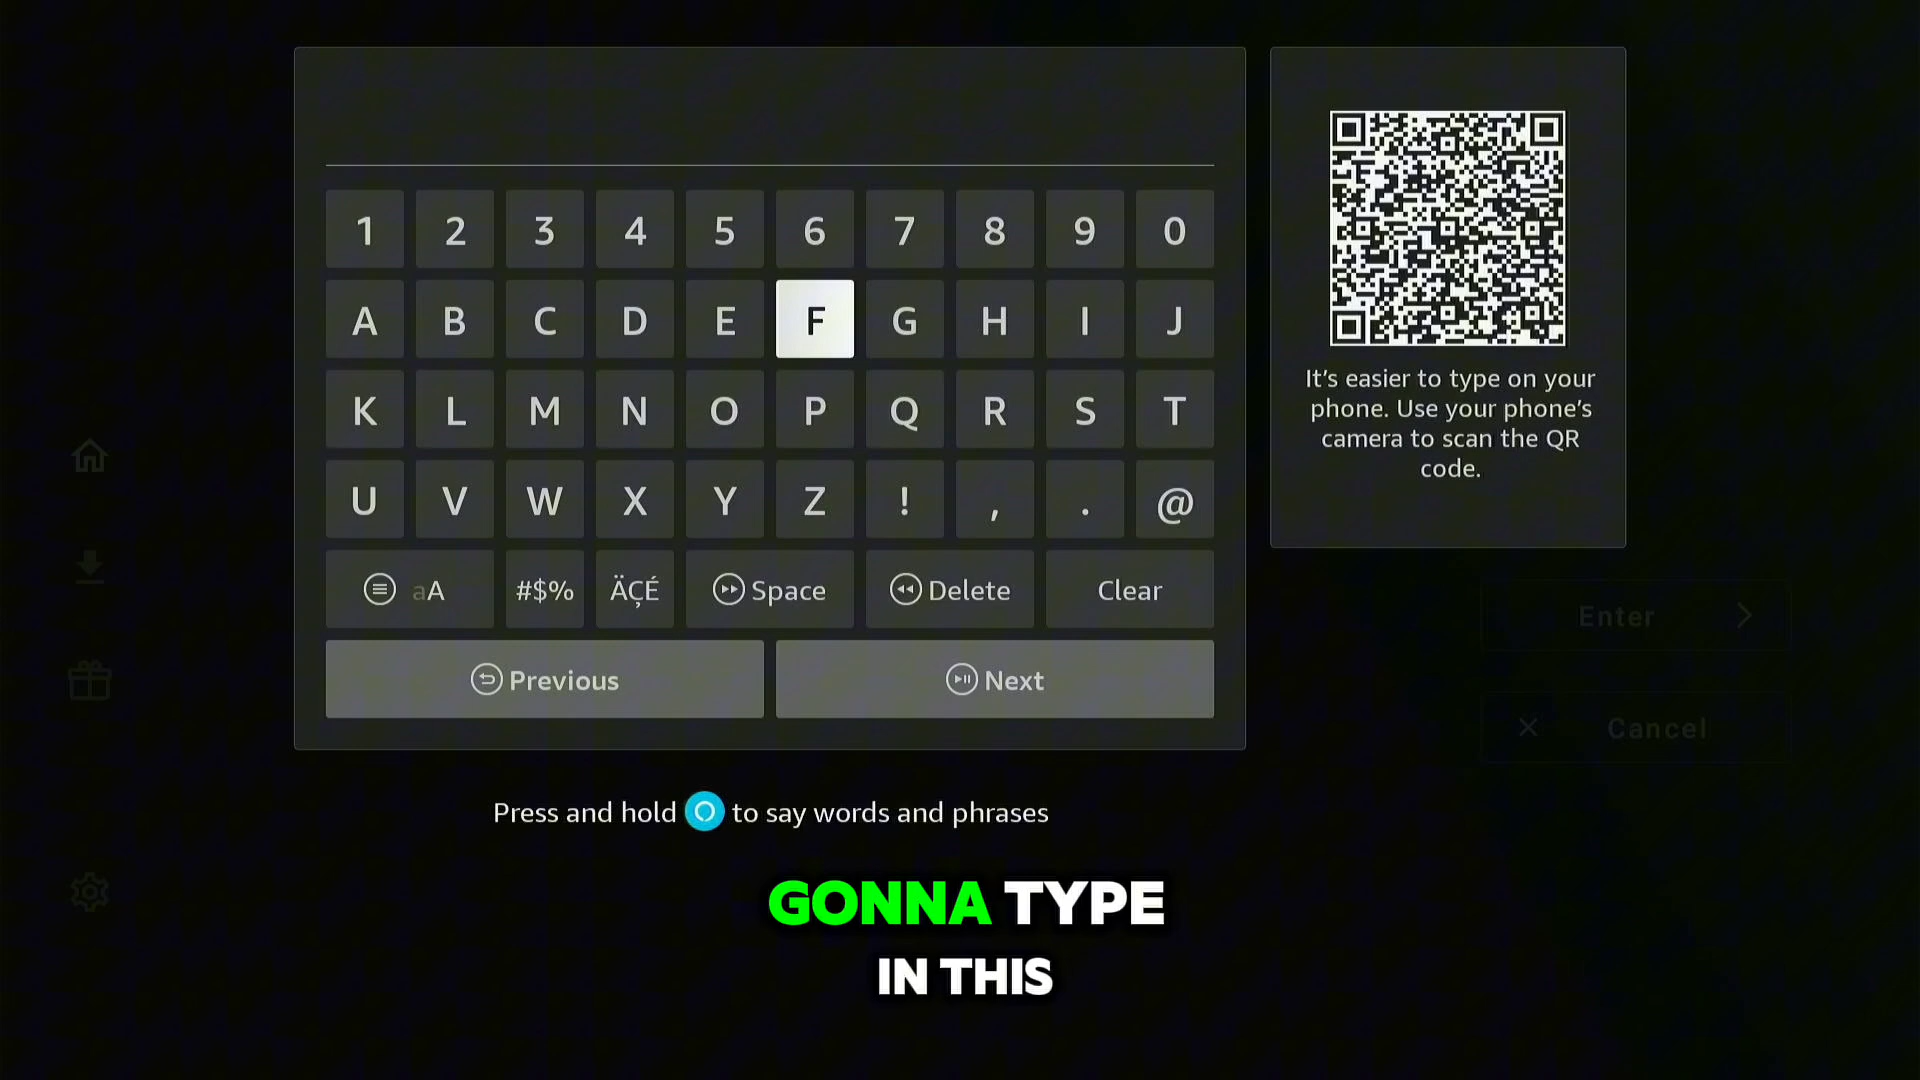 1 2 3 4 5 6 7 8 9 0
A B C D E F G H I J
K L M N O P Q R S T
U V W X Y Z ! , . @
aA #$% ÄÇÉ Space Delete Clear
Previous Next
It's easier to type on your
phone. Use your phone's
camera to scan the QR
code.
Enter
Cancel
Press and hold to say words and phrases
GONNA TYPE
IN THIS